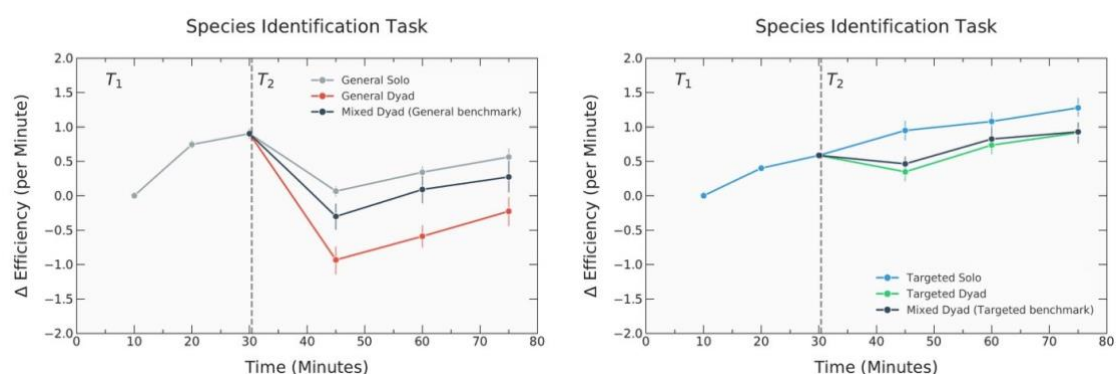 Species Identification Task
Δ Efficiency (per Minute)
2.0
1.5
1.0
0.5
0.0
−0.5
−1.0
−1.5
−2.0
T1
T2
General Solo
General Dyad
Mixed Dyad (General benchmark)
0 10 20 30 40 50 60 70 80
Time (Minutes)
Species Identification Task
Δ Efficiency (per Minute)
2.0
1.5
1.0
0.5
0.0
−0.5
−1.0
−1.5
−2.0
T1
T2
Targeted Solo
Targeted Dyad
Mixed Dyad (Targeted benchmark)
0 10 20 30 40 50 60 70 80
Time (Minutes)